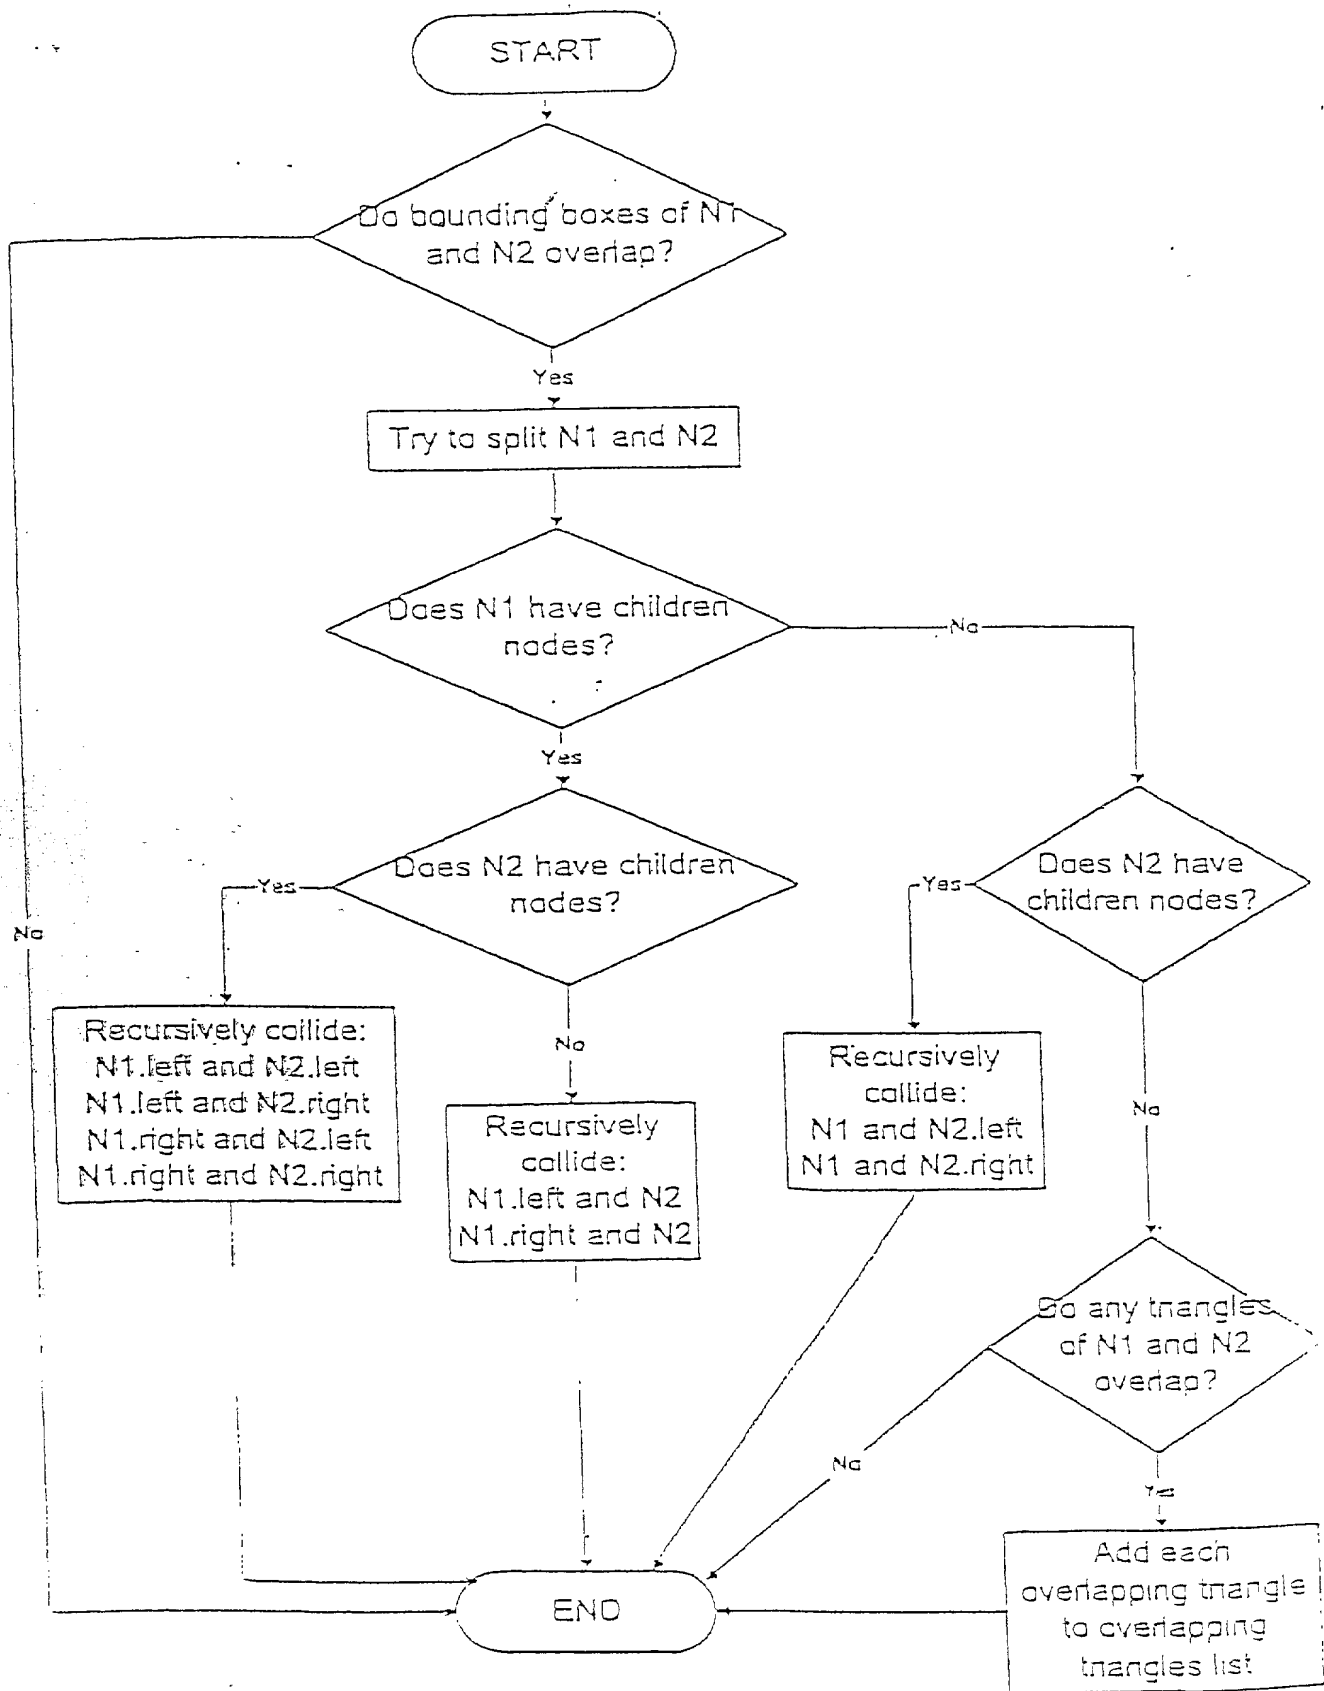 START
Do bounding boxes of N1
and N2 overlap?
Yes
Try to split N1 and N2
Does N1 have children
nodes?
No
Yes
Does N2 have children
nodes?
Yes
Does N2 have
children nodes?
Yes
No
Recursively collide:
N1.left and N2.left
N1.left and N2.right
N1.right and N2.left
N1.right and N2.right
No
Recursively
collide:
N1.left and N2
N1.right and N2
Recursively
collide:
N1 and N2.left
N1 and N2.right
No
Do any triangles
of N1 and N2
overlap?
No
Yes
Add each
overlapping triangle
to overlapping
triangles list
END